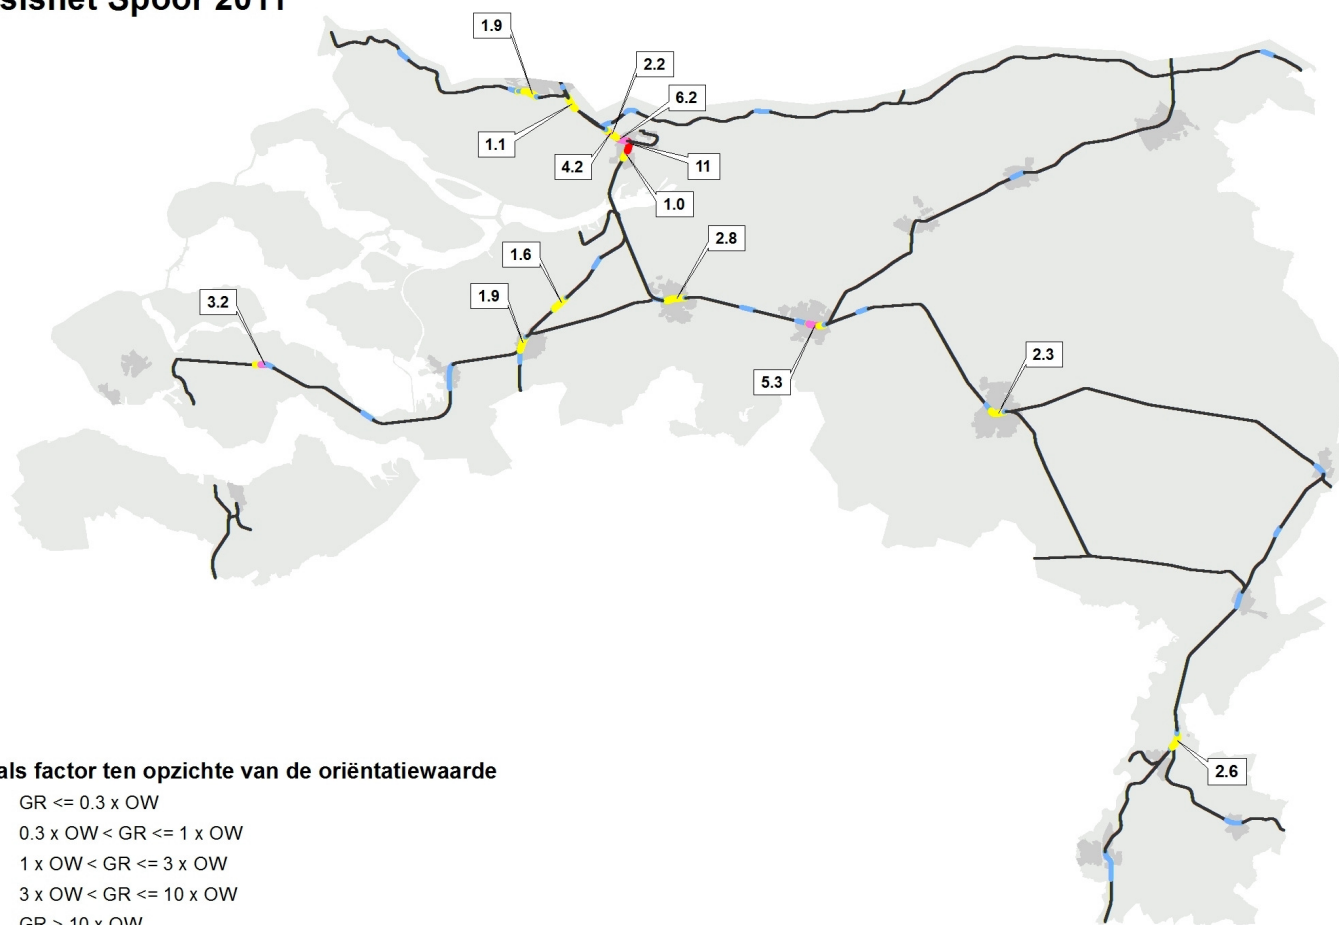 sisnet Spoor 2011
1.9
2.2
6.2
1.1
4.2
11
1.0
2.8
1.6
1.9
3.2
5.3
2.3
2.6
als factor ten opzichte van de oriëntatiewaarde
GR <= 0.3 x OW
0.3 x OW < GR <= 1 x OW
1 x OW < GR <= 3 x OW
3 x OW < GR <= 10 x OW
GR > 10 x OW